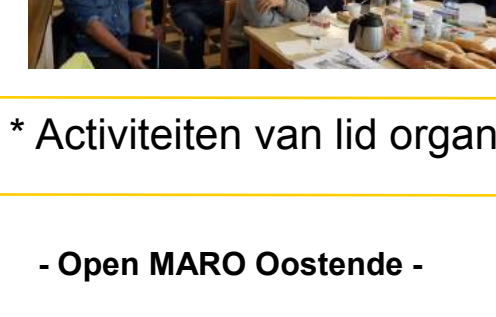 * Activiteiten van lid organ
- Open MARO Oostende -